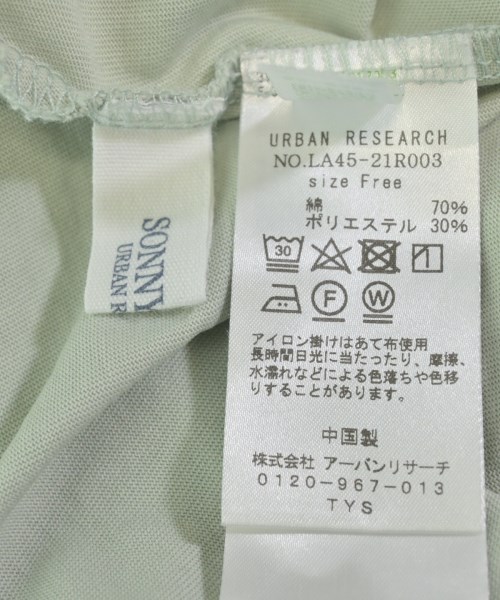 URBAN RESEARCH
NO.LA45-21R003
size Free
綿 70%
ポリエステル 30%
30
F W
アイロン掛けはあて布使用
長時間日光に当たったり、摩擦、
水濡れなどによる色落ちや色移
りすることがあります。
中国製
株式会社 アーバンリサーチ
0120-967-013
TYS
SONNY
URBAN R